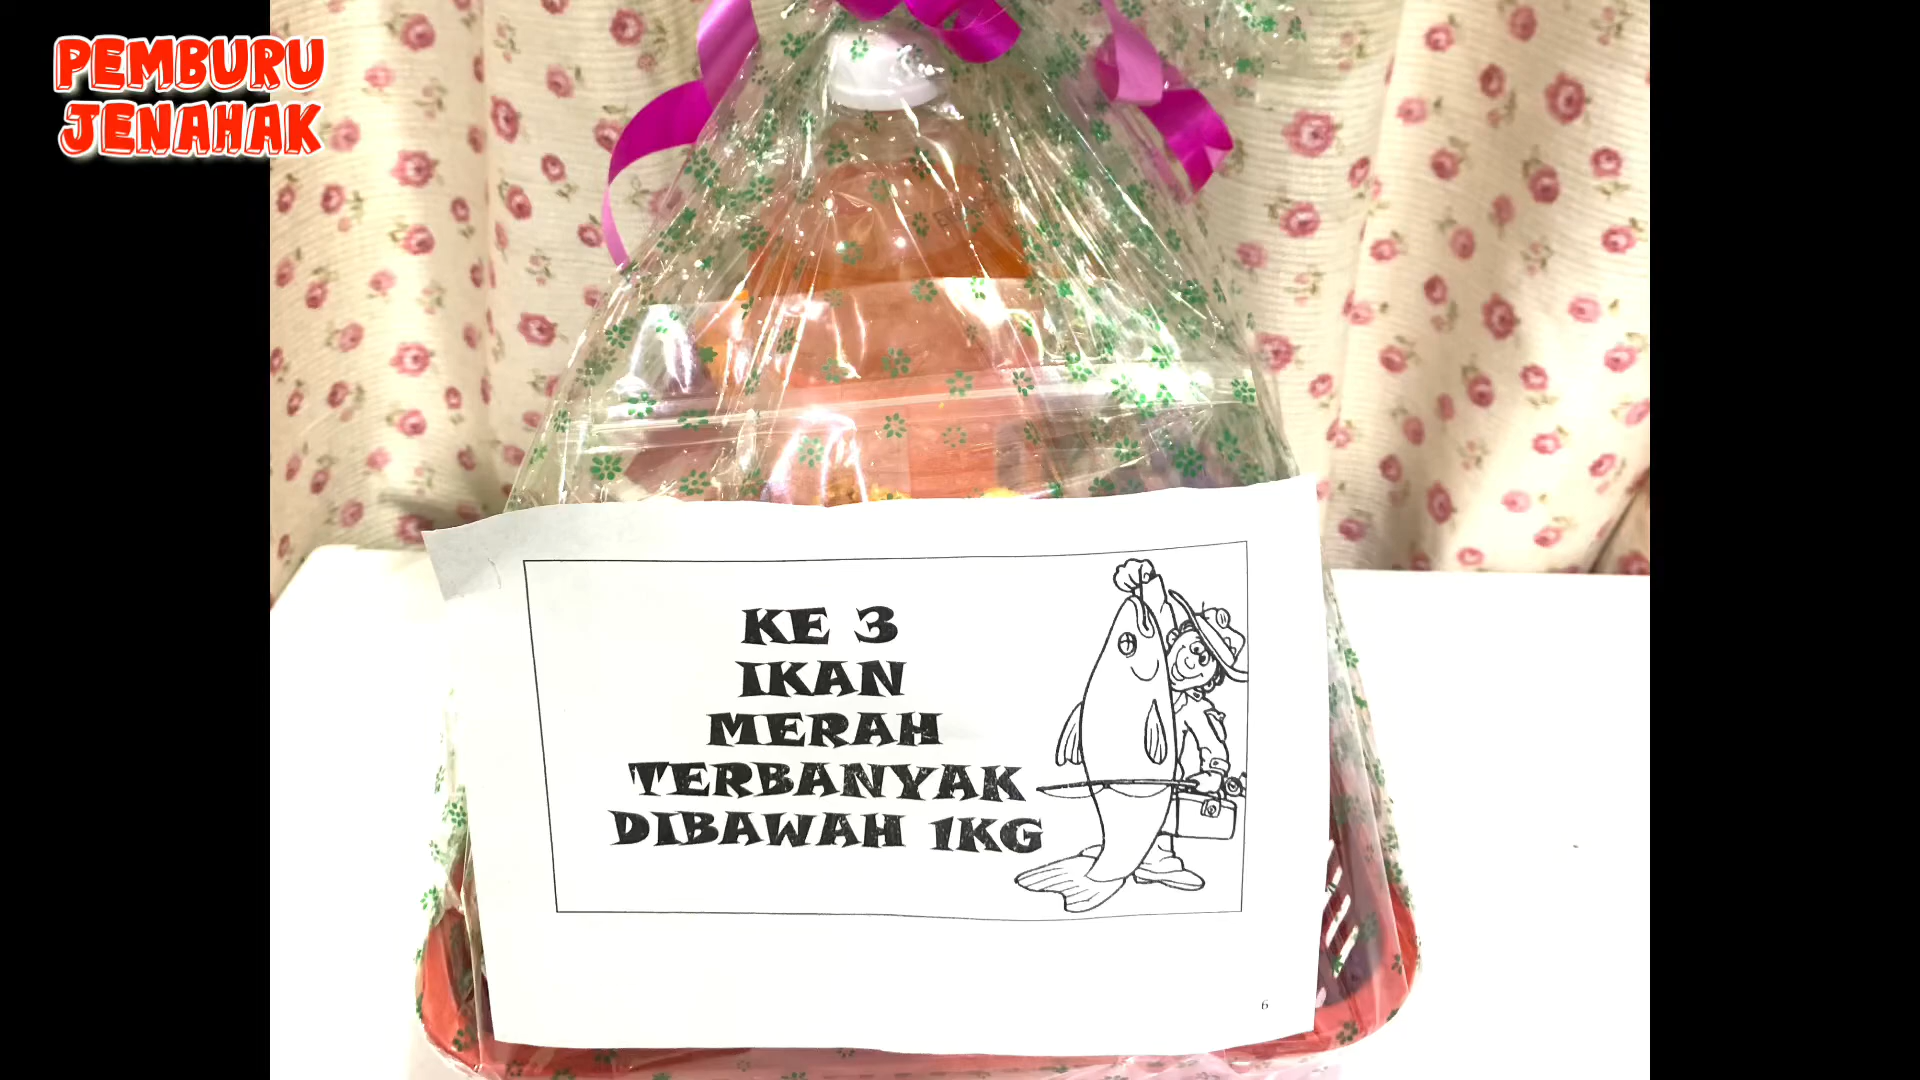 PEMBURU
JENAHAK
KE 3
IKAN
MERAH
TERBANYAK
DIBAWAH 1KG
6